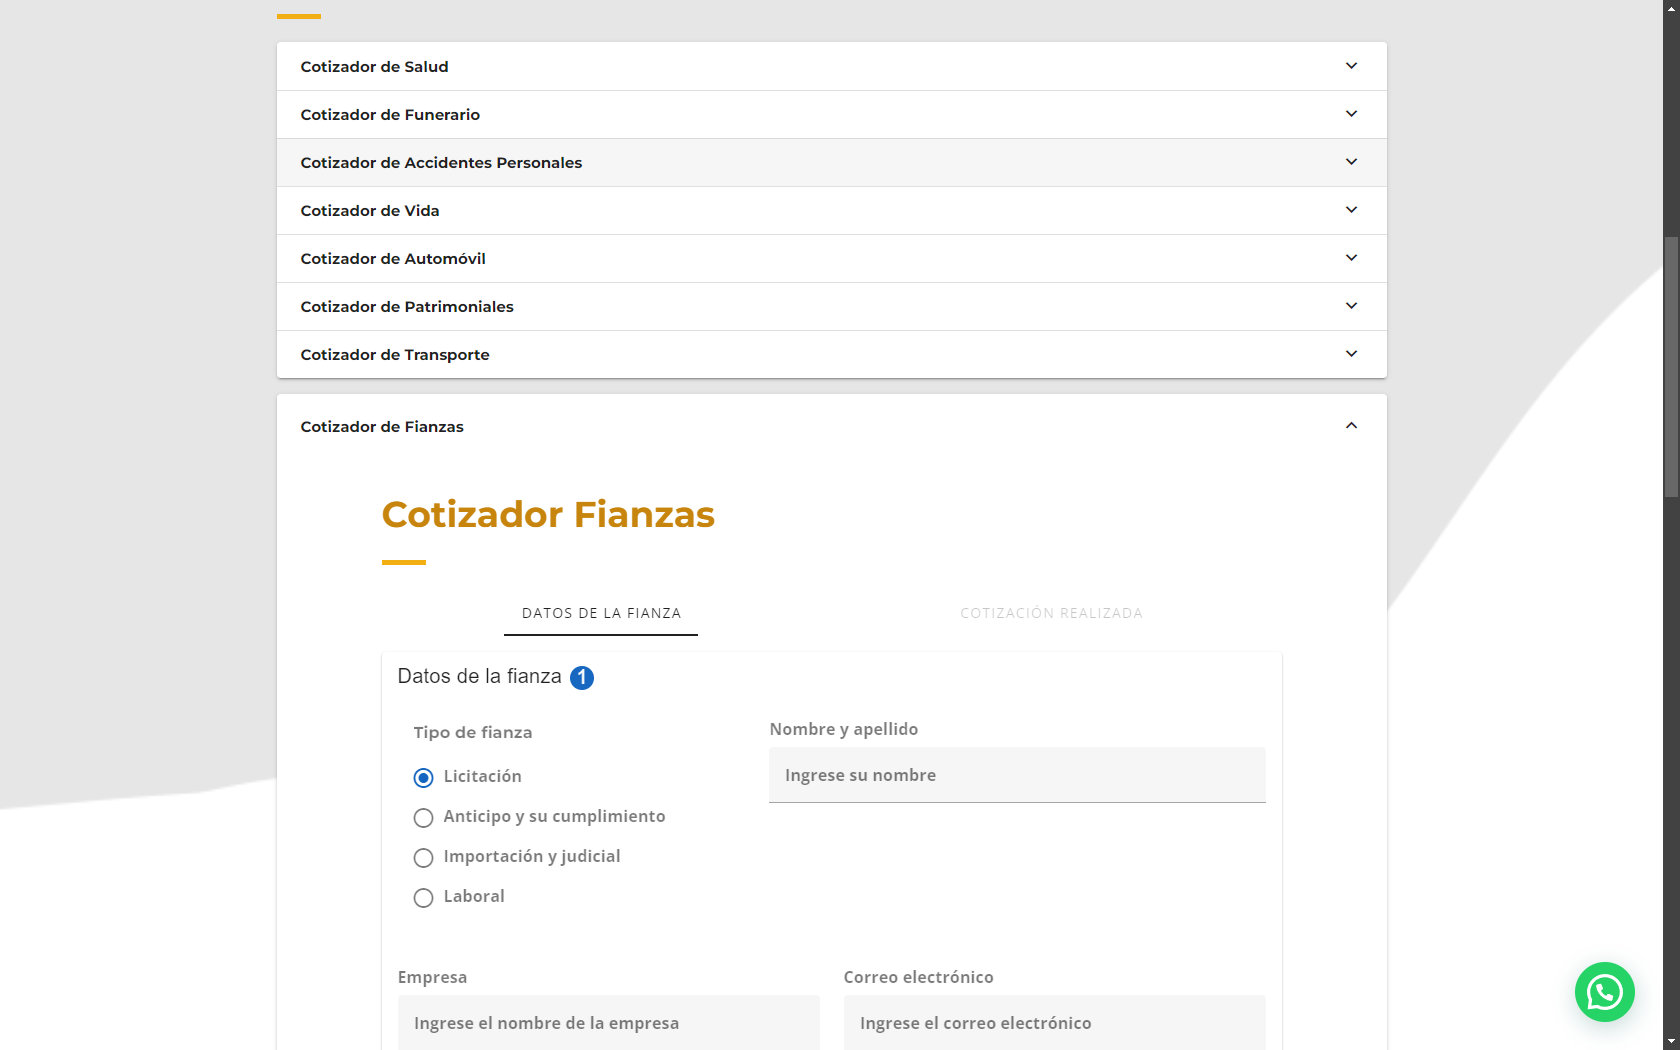 Cotizador de Salud
Cotizador de Funerario
Cotizador de Accidentes Personales
Cotizador de Vida
Cotizador de Automóvil
Cotizador de Patrimoniales
Cotizador de Transporte
Cotizador de Fianzas
Cotizador Fianzas
DATOS DE LA FIANZA
COTIZACIÓN REALIZADA
Datos de la fianza 1
Tipo de fianza
Licitación
Anticipo y su cumplimiento
Importación y judicial
Laboral
Nombre y apellido
Ingrese su nombre
Empresa
Ingrese el nombre de la empresa
Correo electrónico
Ingrese el correo electrónico